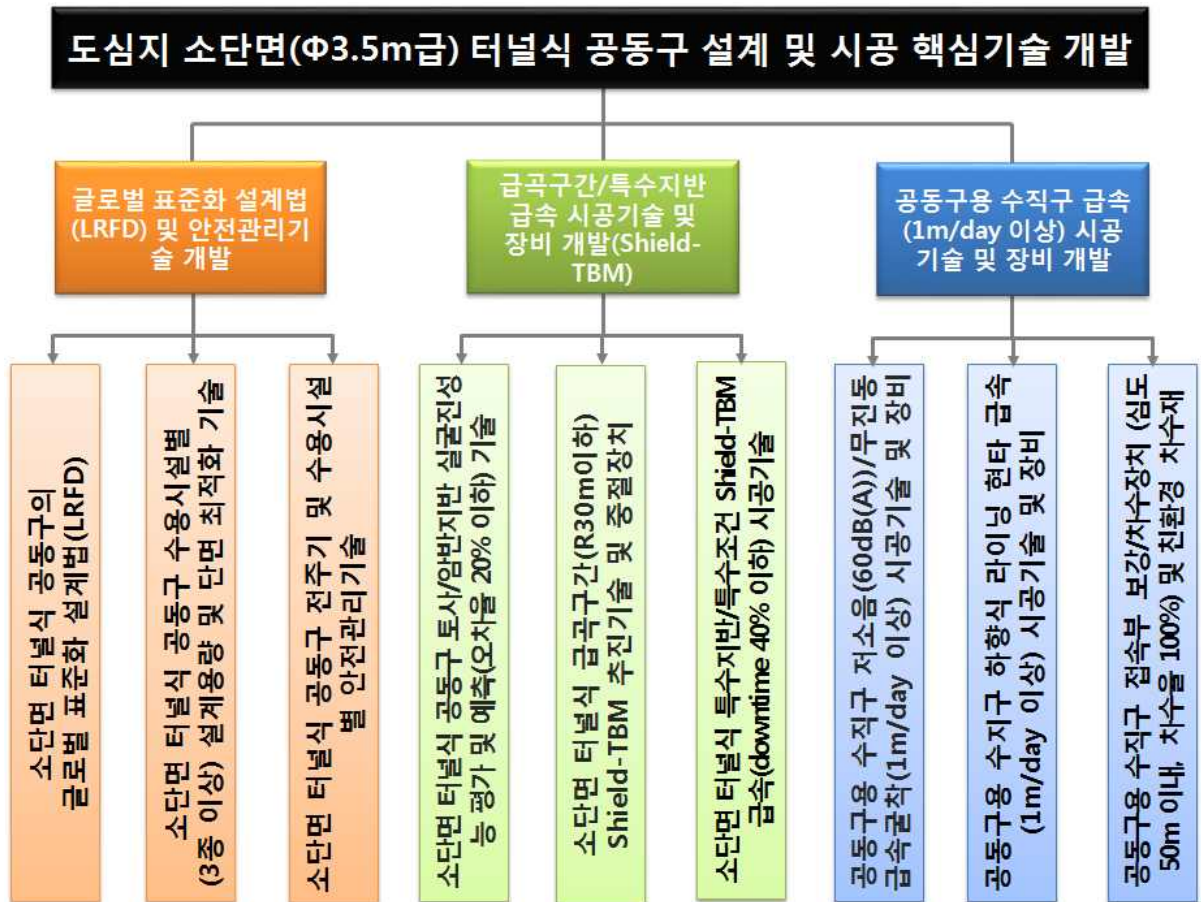 도심지 소단면(Φ3.5m급) 터널식 공동구 설계 및 시공 핵심기술 개발
글로벌 표준화 설계법
(LRFD) 및 안전관리기
술 개발
급곡구간/특수지반
급속 시공기술 및
장비 개발(Shield-
TBM)
공동구용 수직구 급속
(1m/day 이상) 시공
기술 및 장비 개발
소단면 터널식 공동구의
글로벌 표준화 설계법(LRFD)
소단면 터널식 공동구 수용시설별
(3종 이상) 설계용량 및 단면 최적화 기술
소단면 터널식 공동구 전주기 및 수용시설
별 안전관리기술
소단면 터널식 공동구 토사/암반지반 실굴진성
능 평가 및 예측(오차율 20% 이하) 기술
소단면 터널식 급곡구간(R30m이하)
Shield-TBM 추진기술 및 중절장치
소단면 터널식 특수지반/특수조건 Shield-TBM
급속(downtime 40% 이하) 시공기술
공동구용 수직구 저소음(60dB(A))/무진동
급속굴착(1m/day 이상) 시공기술 및 장비
공동구용 수지구 하향식 라이닝 현타 급속
(1m/day 이상) 시공기술 및 장비
공동구용 수직구 접속부 보강/차수장치 (심도
50m 이내, 차수율 100%) 및 친환경 차수재